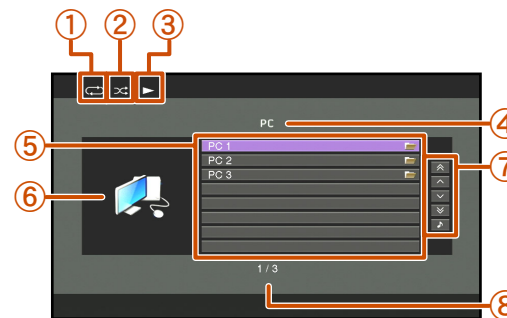 ① ② ③
PC ④
⑤ PC 1 ⑦
PC 2
PC 3
⑥
1 / 3
⑧